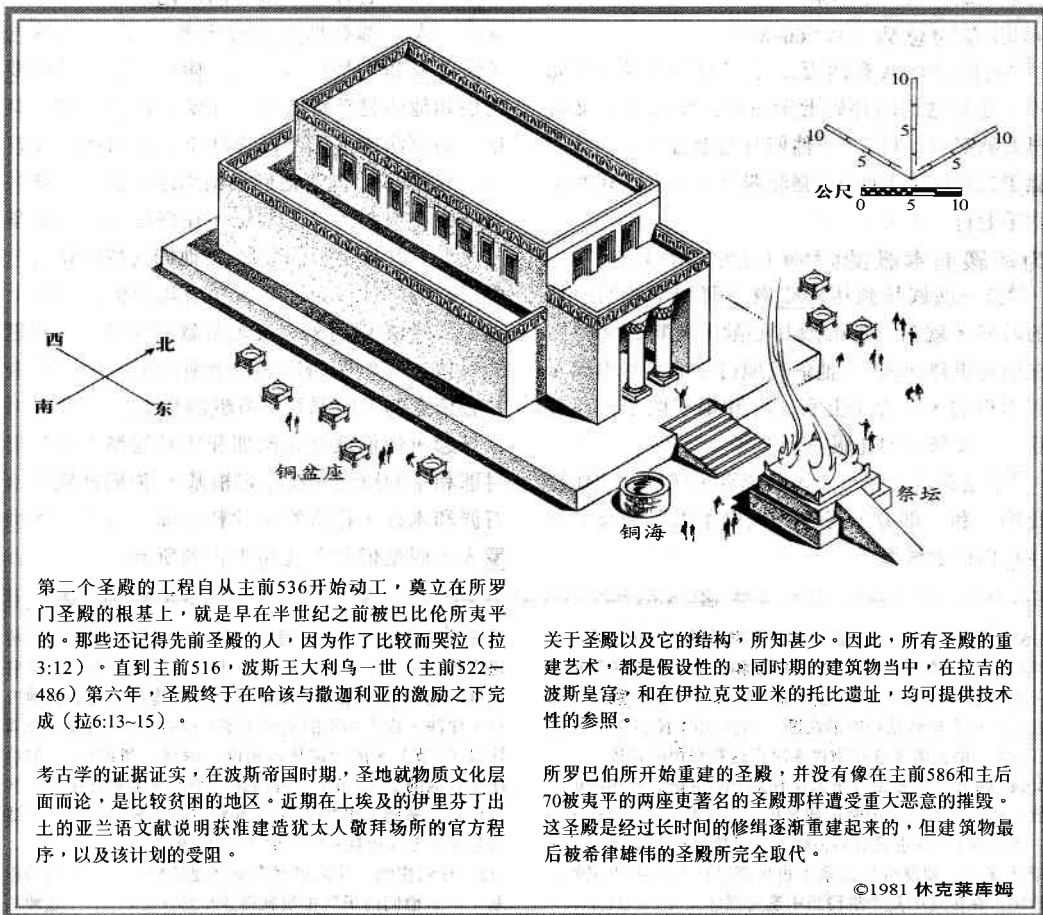 10
10
5
10
5
5
公尺
0 5 10
西
北
南
东
铜盆座
铜海
祭坛
第二个圣殿的工程自从主前536开始动工，奠立在所罗
门圣殿的根基上，就是早在半世纪之前被巴比伦所夷平
的。那些还记得先前圣殿的人，因为作了比较而哭泣（拉
3:12）。直到主前516，波斯王大利乌一世（主前522-
486）第六年，圣殿终于在哈该与撒迦利亚的激励之下完
成（拉6:13~15）。
考古学的证据证实，在波斯帝国时期，圣地就物质文化层
面而论，是比较贫困的地区。近期在上埃及的伊里芬丁出
土的亚兰语文献说明获准建造犹太人敬拜场所的官方程
序，以及该计划的受阻。
关于圣殿以及它的结构，所知甚少。因此，所有圣殿的重
建艺术，都是假设性的。同时期的建筑物当中，在拉吉的
波斯皇宫，和在伊拉克艾亚米的托比遗址，均可提供技术
性的参照。
所罗巴伯所开始重建的圣殿，并没有像在主前586和主后
70被夷平的两座更著名的圣殿那样遭受重大恶意的摧毁。
这圣殿是经过长时间的修缉逐渐重建起来的，但建筑物最
后被希律雄伟的圣殿所完全取代。
©1981 休克莱库姆